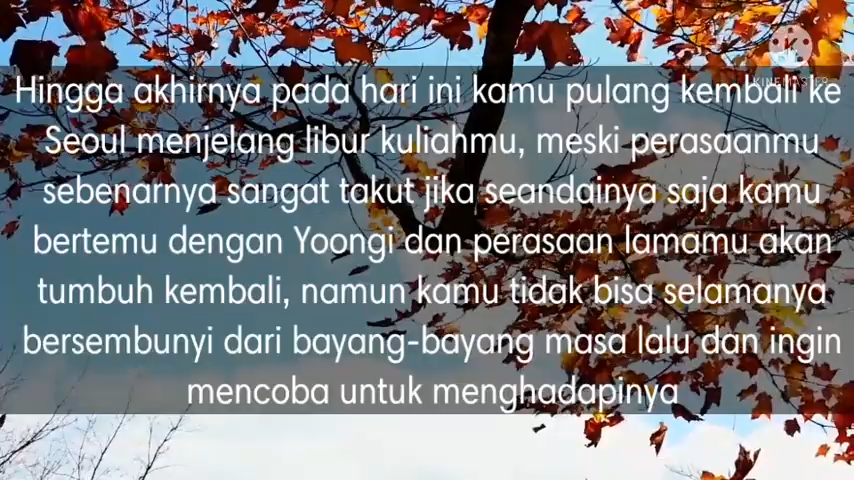 KINEMASTER
Hingga akhirnya pada hari ini kamu pulang kembali ke
Seoul menjelang libur kuliahmu, meski perasaanmu
sebenarnya sangat takut jika seandainya saja kamu
bertemu dengan Yoongi dan perasaan lamamu akan
tumbuh kembali, namun kamu tidak bisa selamanya
bersembunyi dari bayang-bayang masa lalu dan ingin
mencoba untuk menghadapinya